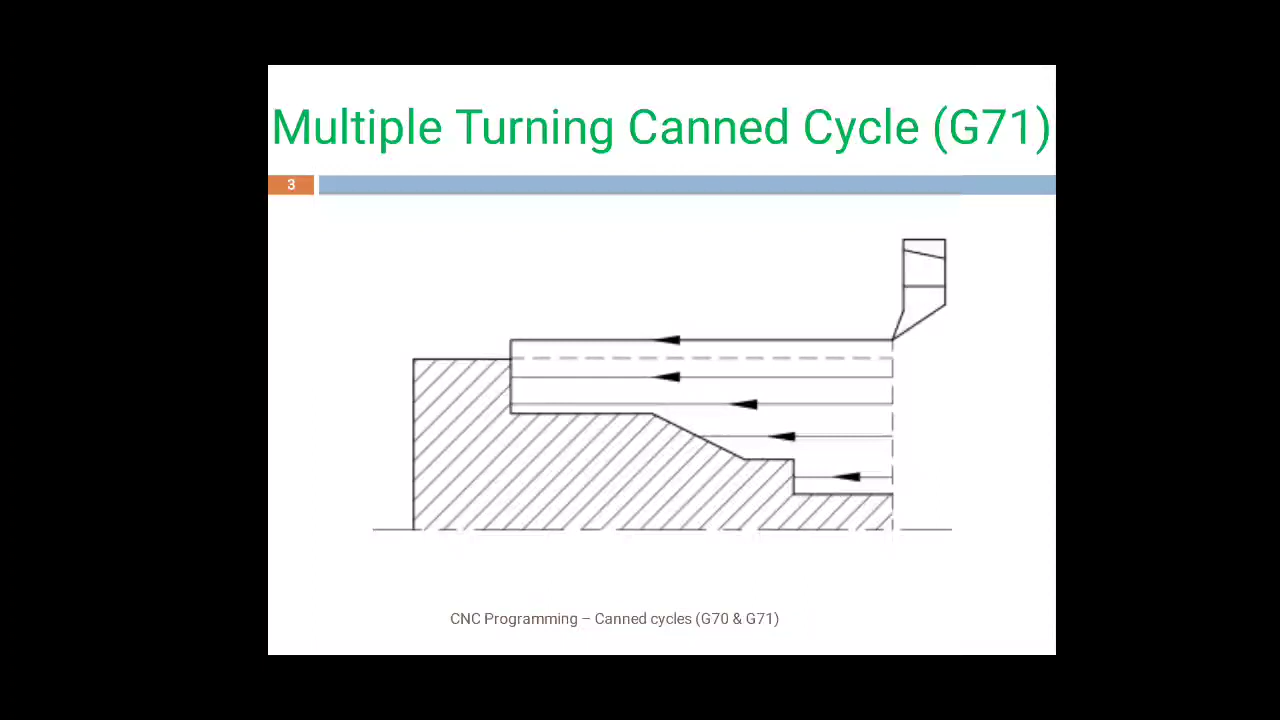 Multiple Turning Canned Cycle (G71)
3
CNC Programming – Canned cycles (G70 & G71)